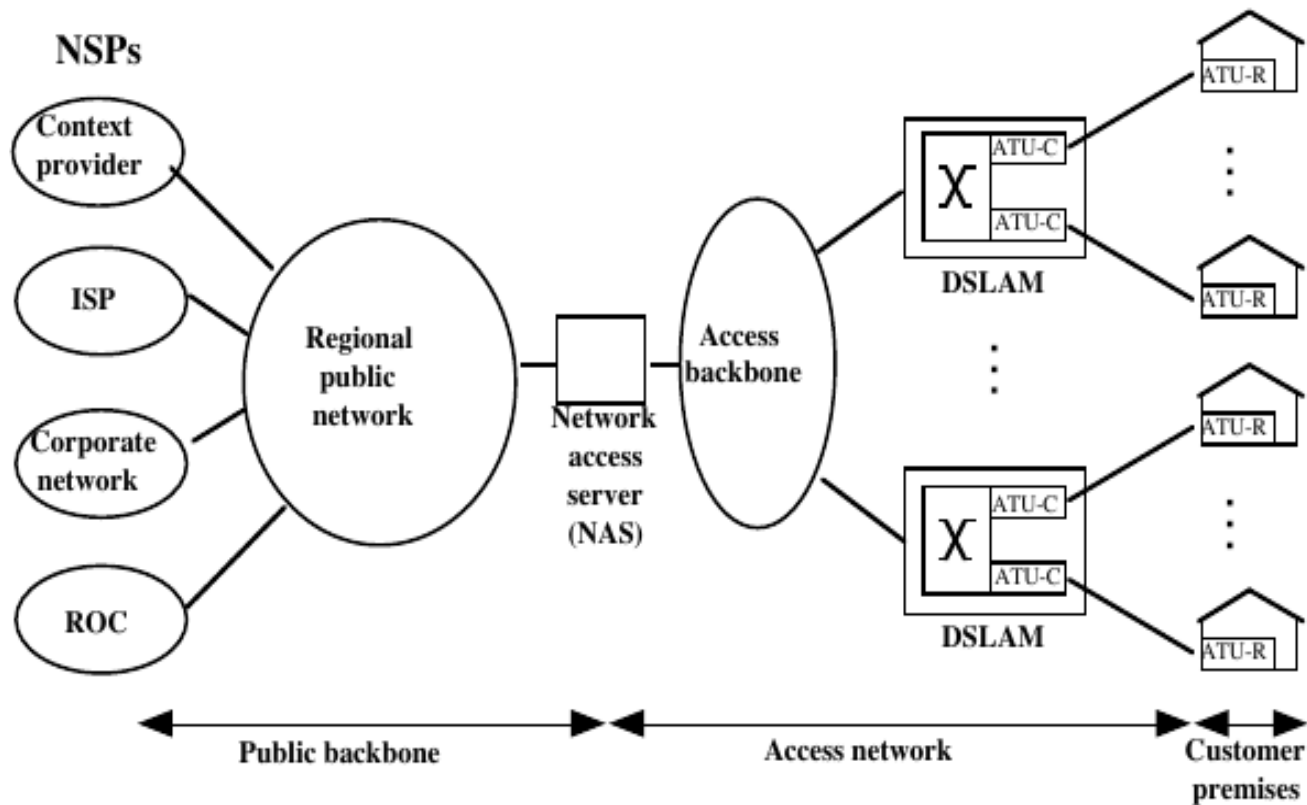 NSPs
Context
provider
ISP
Corporate
network
ROC
Regional
public
network
Network
access
server
(NAS)
Access
backbone
ATU-C
X
ATU-C
DSLAM
ATU-C
X
ATU-C
DSLAM
ATU-R
ATU-R
ATU-R
ATU-R
Public backbone
Access network
Customer
premises